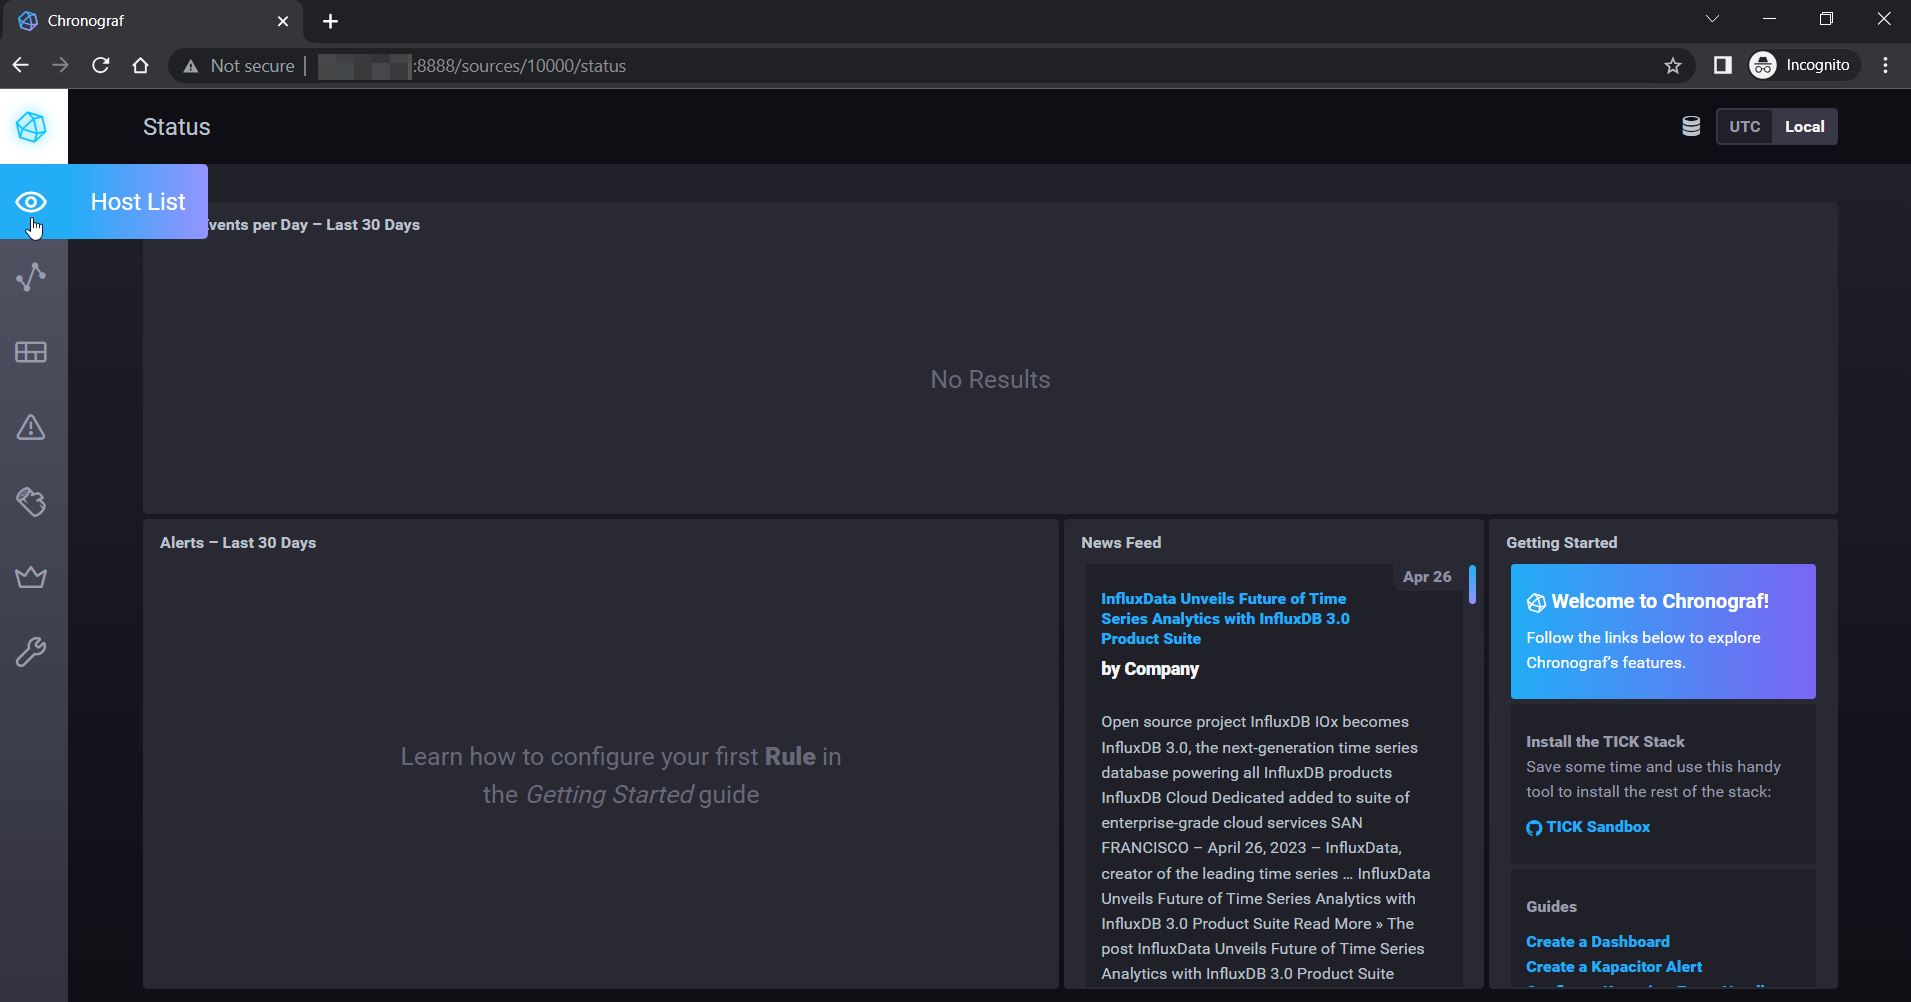 Chronograf
Not secure
:8888/sources/10000/status
Incognito
Status
UTC
Local
Host List
vents per Day – Last 30 Days
No Results
Alerts – Last 30 Days
Learn how to configure your first Rule in
the Getting Started guide
News Feed
Apr 26
InfluxData Unveils Future of Time
Series Analytics with InfluxDB 3.0
Product Suite
by Company
Open source project InfluxDB IOx becomes
InfluxDB 3.0, the next-generation time series
database powering all InfluxDB products
InfluxDB Cloud Dedicated added to suite of
enterprise-grade cloud services SAN
FRANCISCO – April 26, 2023 – InfluxData,
creator of the leading time series ... InfluxData
Unveils Future of Time Series Analytics with
InfluxDB 3.0 Product Suite Read More » The
post InfluxData Unveils Future of Time Series
Analytics with InfluxDB 3.0 Product Suite
Getting Started
Welcome to Chronograf!
Follow the links below to explore
Chronograf's features.
Install the TICK Stack
Save some time and use this handy
tool to install the rest of the stack:
TICK Sandbox
Guides
Create a Dashboard
Create a Kapacitor Alert